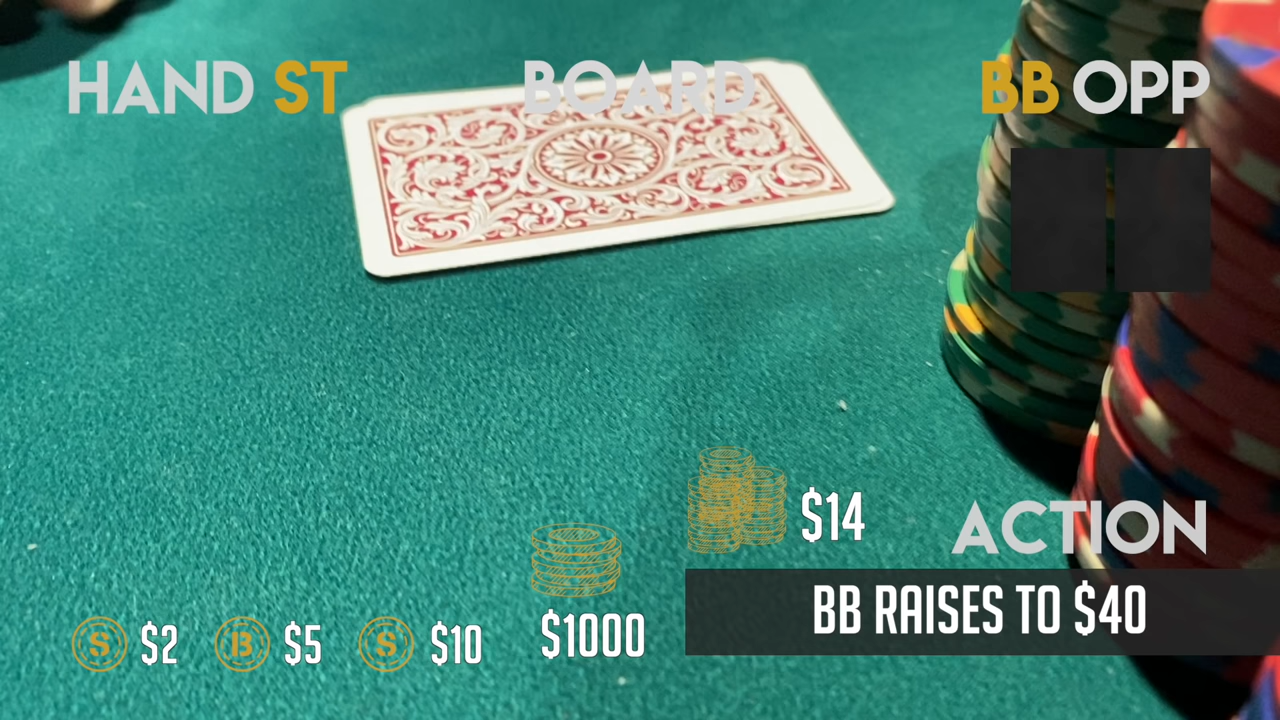 HAND ST
BOARD
BB OPP
$14
ACTION
BB RAISES TO $40
$1000
S $2 B $5 S $10